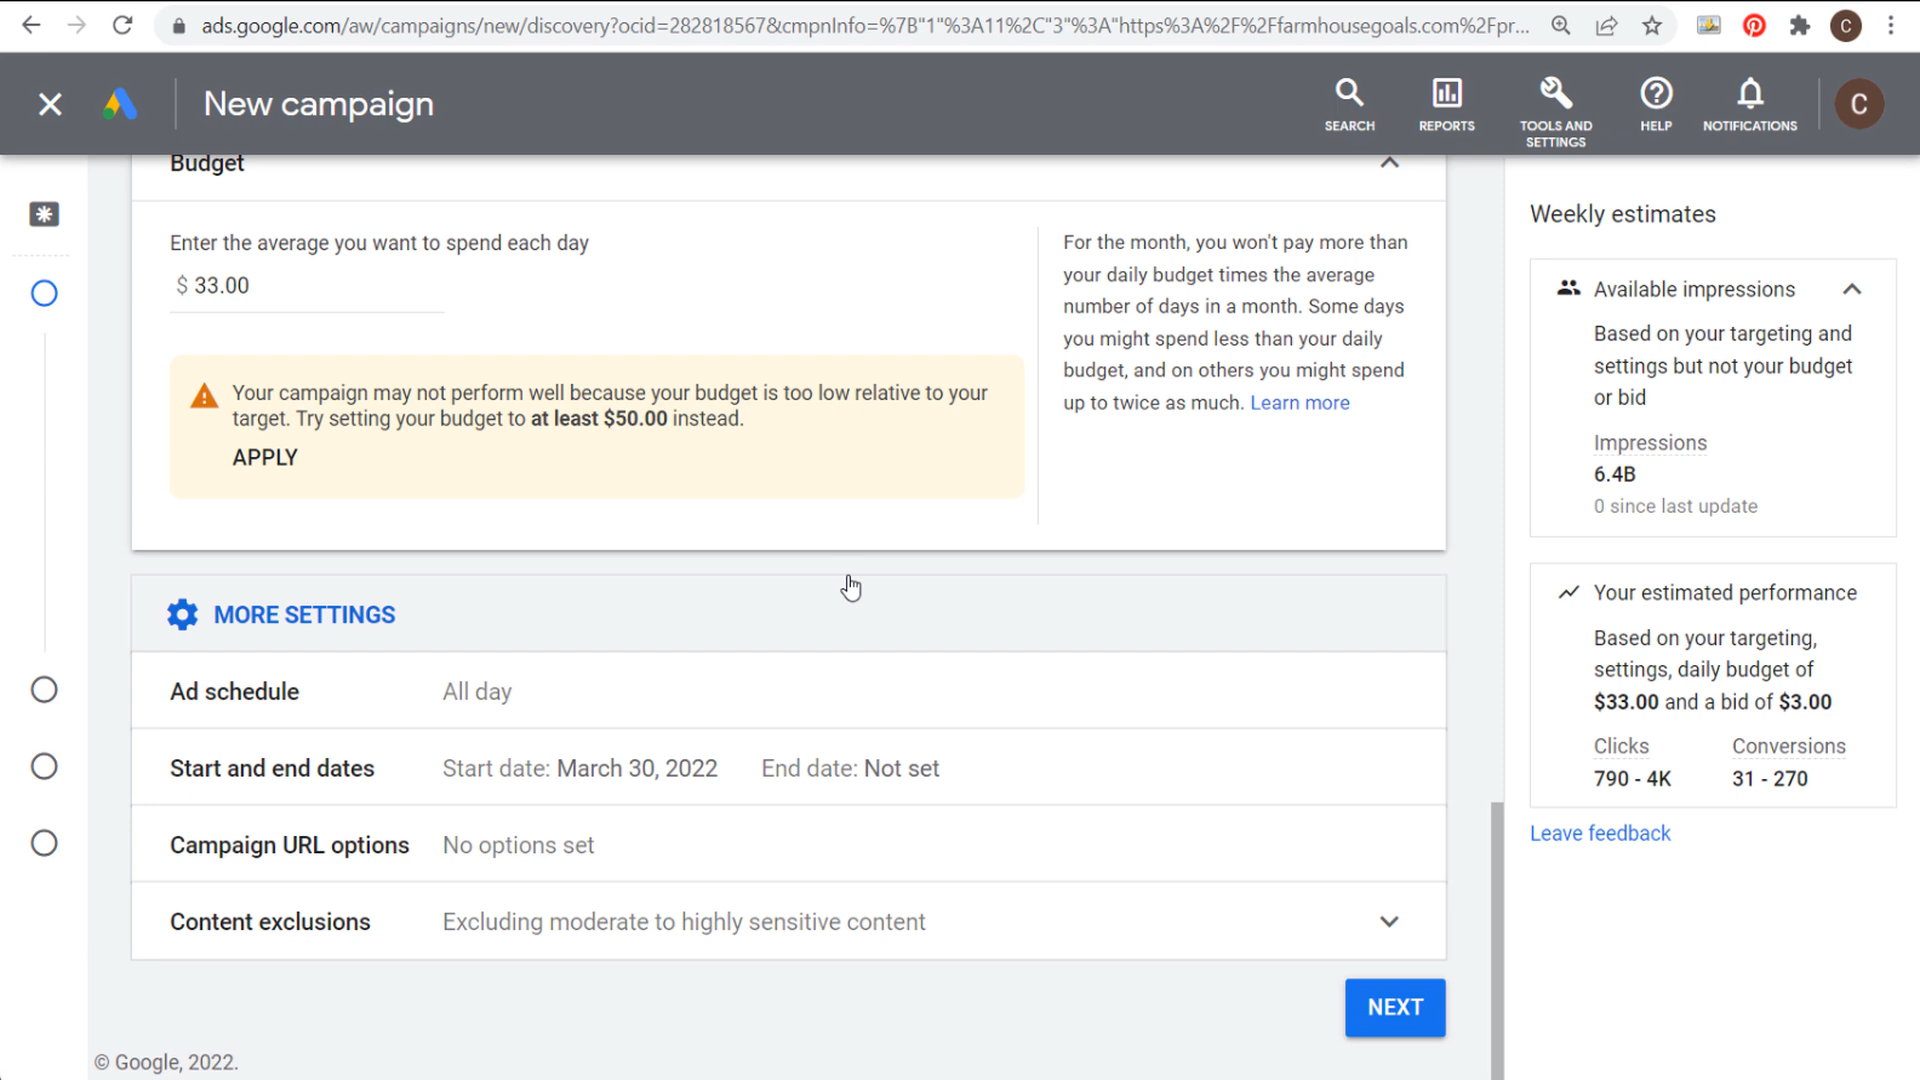 ads.google.com/aw/campaigns/new/discovery?ocid=282818567&cmpnInfo=%7B"1"%3A11%2C"3"%3A"https%3A%2F%2Ffarmhousegoals.com%2Fpr...
C
New campaign
SEARCH
REPORTS
TOOLS AND
SETTINGS
HELP
NOTIFICATIONS
C
Budget
Enter the average you want to spend each day
$ 33.00
Your campaign may not perform well because your budget is too low relative to your
target. Try setting your budget to at least $50.00 instead.
APPLY
For the month, you won't pay more than
your daily budget times the average
number of days in a month. Some days
you might spend less than your daily
budget, and on others you might spend
up to twice as much. Learn more
MORE SETTINGS
Ad schedule All day
Start and end dates Start date: March 30, 2022 End date: Not set
Campaign URL options No options set
Content exclusions Excluding moderate to highly sensitive content
NEXT
© Google, 2022.
Weekly estimates
Available impressions
Based on your targeting and
settings but not your budget
or bid
Impressions
6.4B
0 since last update
Your estimated performance
Based on your targeting,
settings, daily budget of
$33.00 and a bid of $3.00
Clicks Conversions
790 - 4K 31 - 270
Leave feedback